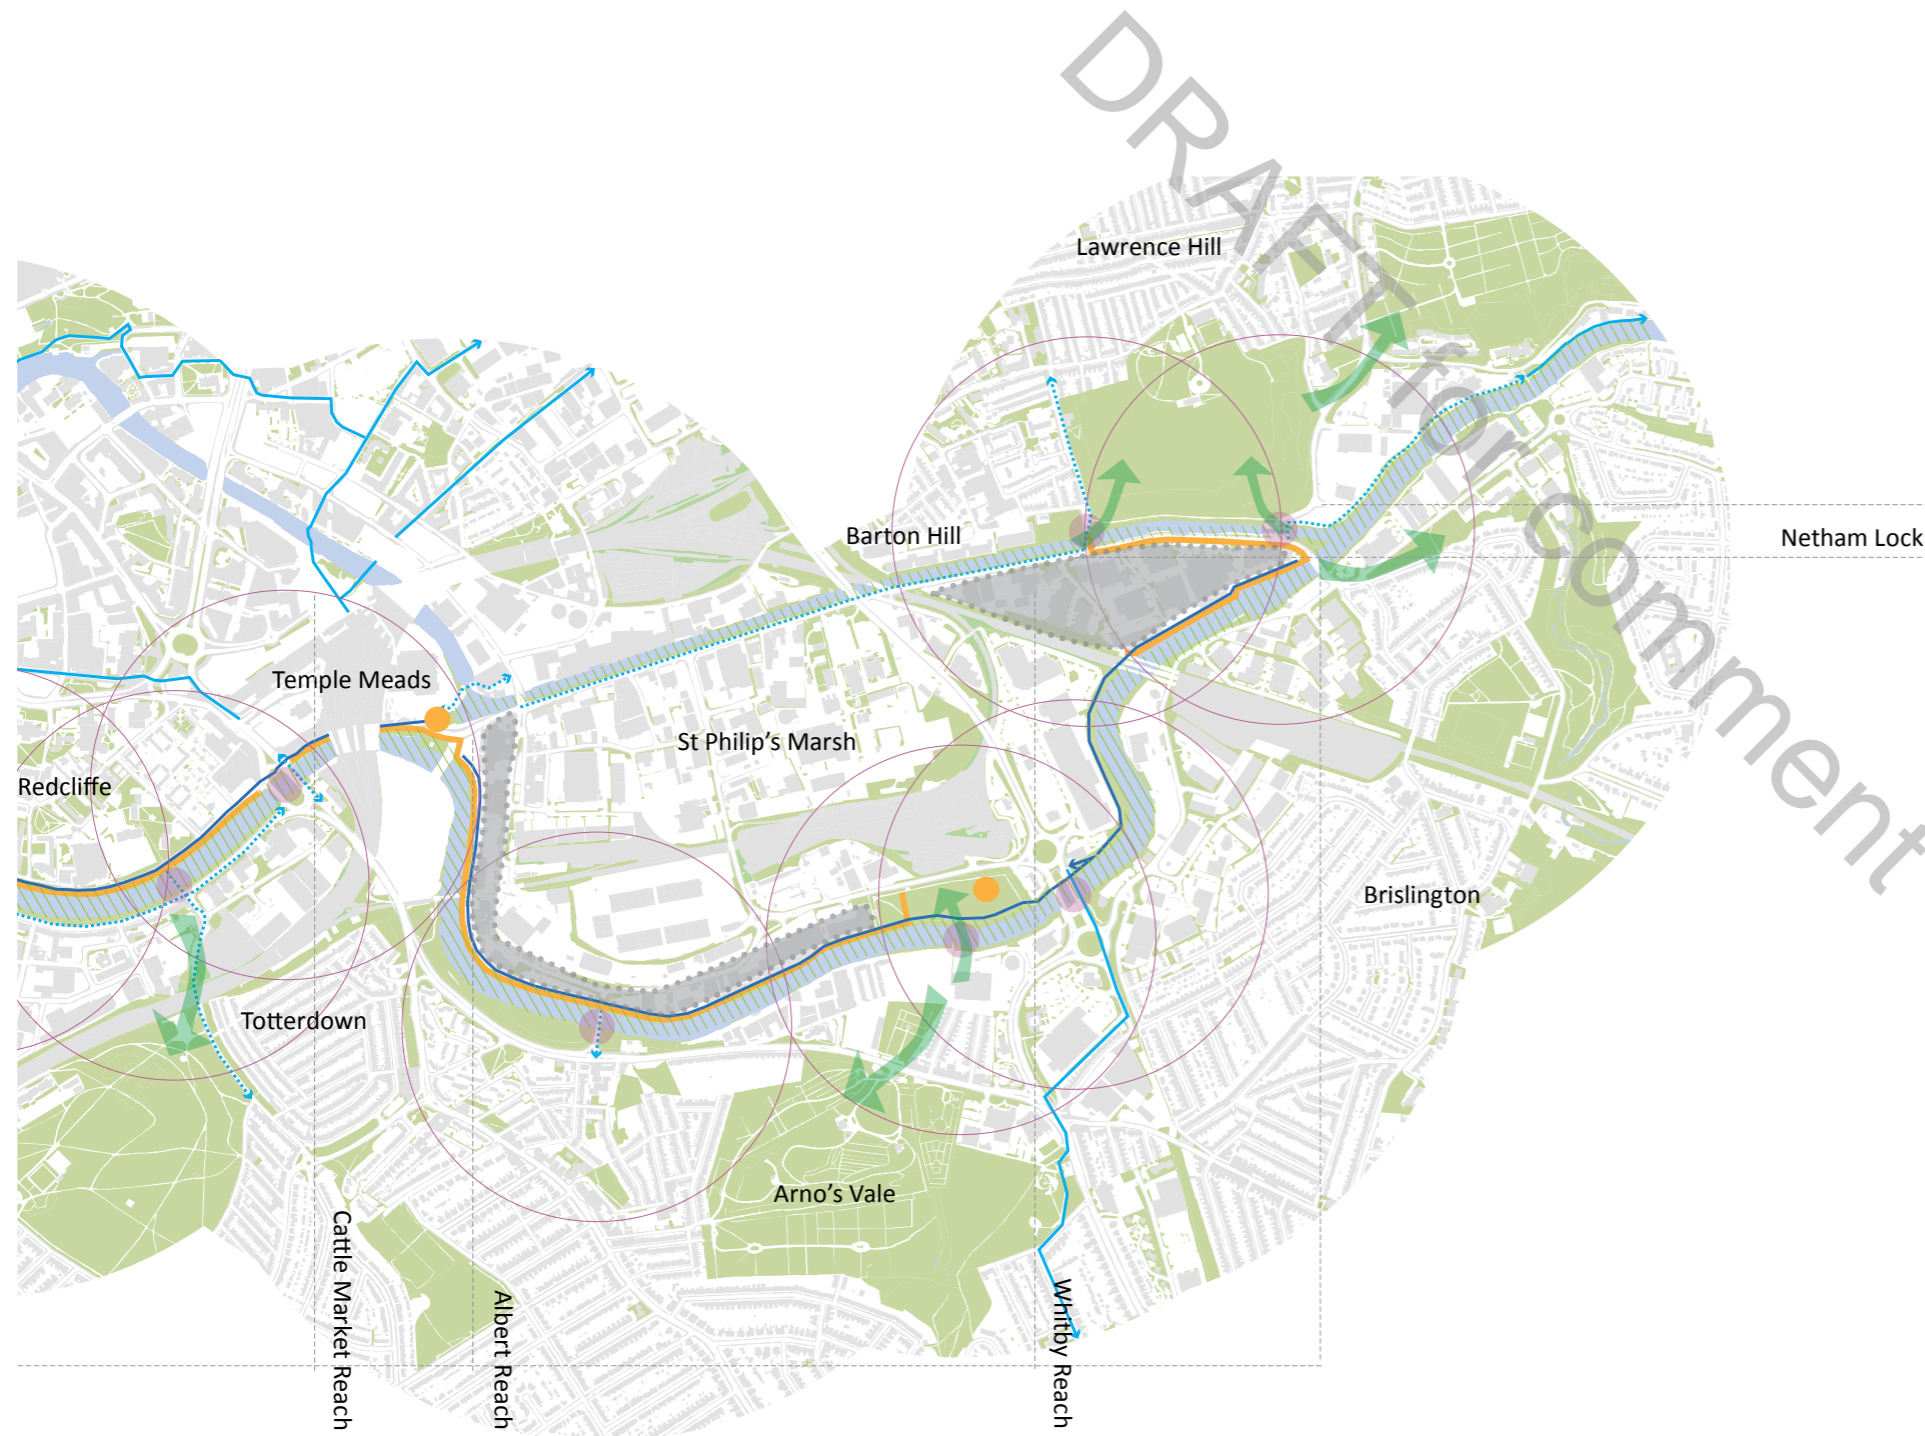 DRAFT for comment
Lawrence Hill
Barton Hill
Netham Lock
Temple Meads
St Philip's Marsh
Redcliffe
Brislington
Totterdown
Arno's Vale
Cattle Market Reach
Albert Reach
Whitby Reach